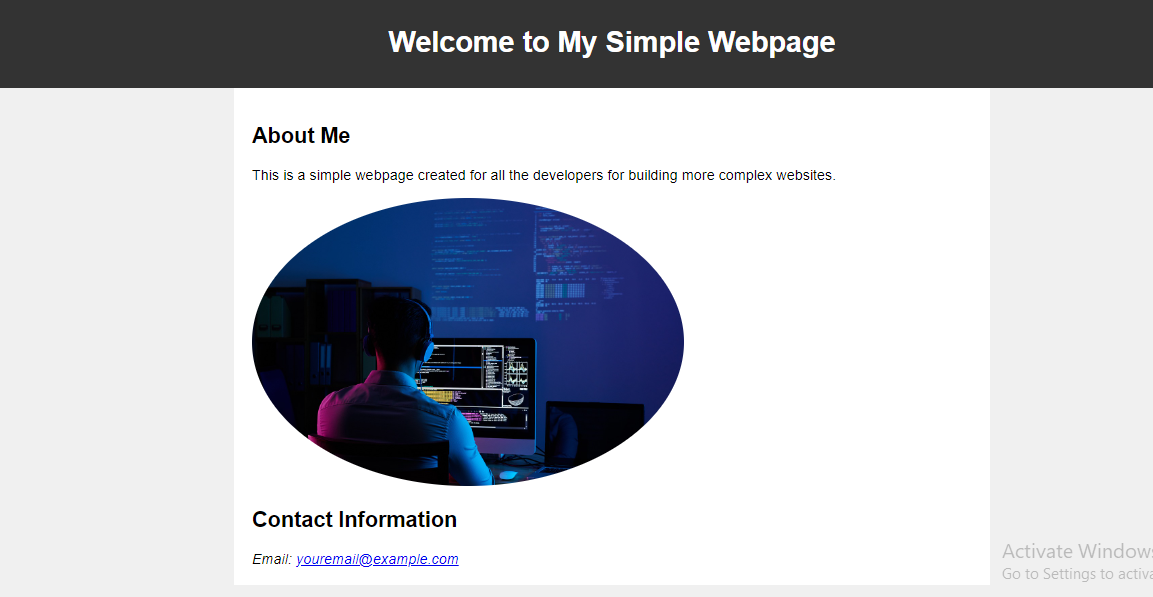 Welcome to My Simple Webpage
About Me
This is a simple webpage created for all the developers for building more complex websites.
Contact Information
Email: youremail@example.com
Activate Windows
Go to Settings to activa